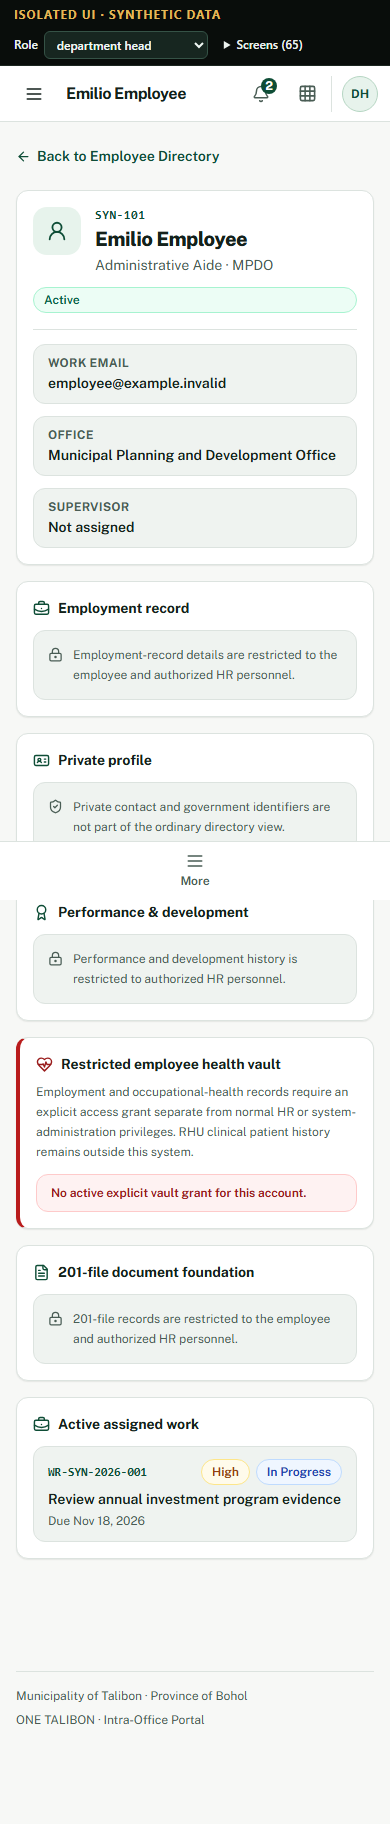 ISOLATED UI · SYNTHETIC DATA
Role department head ▶ Screens (65)
Emilio Employee 2 DH
← Back to Employee Directory
SYN-101
Emilio Employee
Administrative Aide · MPDO
Active
WORK EMAIL
employee@example.invalid
OFFICE
Municipal Planning and Development Office
SUPERVISOR
Not assigned
Employment record
Employment-record details are restricted to the
employee and authorized HR personnel.
Private profile
Private contact and government identifiers are
not part of the ordinary directory view.
More
Performance & development
Performance and development history is
restricted to authorized HR personnel.
Restricted employee health vault
Employment and occupational-health records require an
explicit access grant separate from normal HR or system-
administration privileges. RHU clinical patient history
remains outside this system.
No active explicit vault grant for this account.
201-file document foundation
201-file records are restricted to the employee
and authorized HR personnel.
Active assigned work
WR-SYN-2026-001 High In Progress
Review annual investment program evidence
Due Nov 18, 2026
Municipality of Talibon · Province of Bohol
ONE TALIBON · Intra-Office Portal